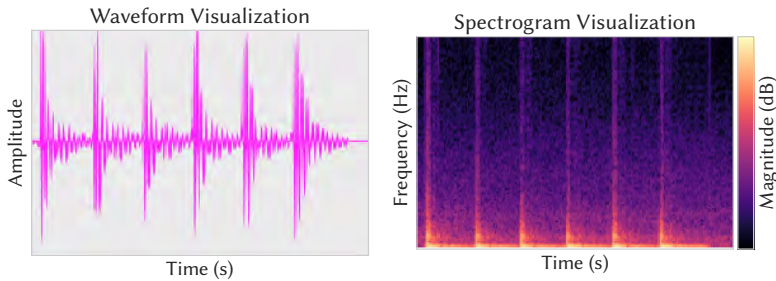 Waveform Visualization
Amplitude
Time (s)
Spectrogram Visualization
Frequency (Hz)
Time (s)
Magnitude (dB)